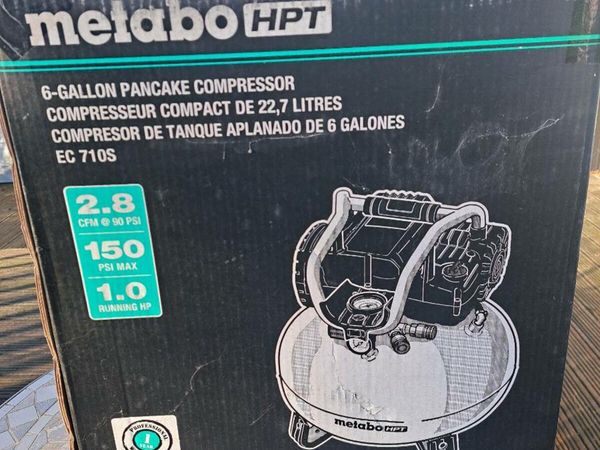 metabo HPT
6-GALLON PANCAKE COMPRESSOR
COMPRESSEUR COMPACT DE 22,7 LITRES
COMPRESOR DE TANQUE APLANADO DE 6 GALONES
EC 710S
2.8
CFM @ 90 PSI
150
PSI MAX
1.0
RUNNING HP
metabo HPT
PROFESSIONAL
1
YEAR